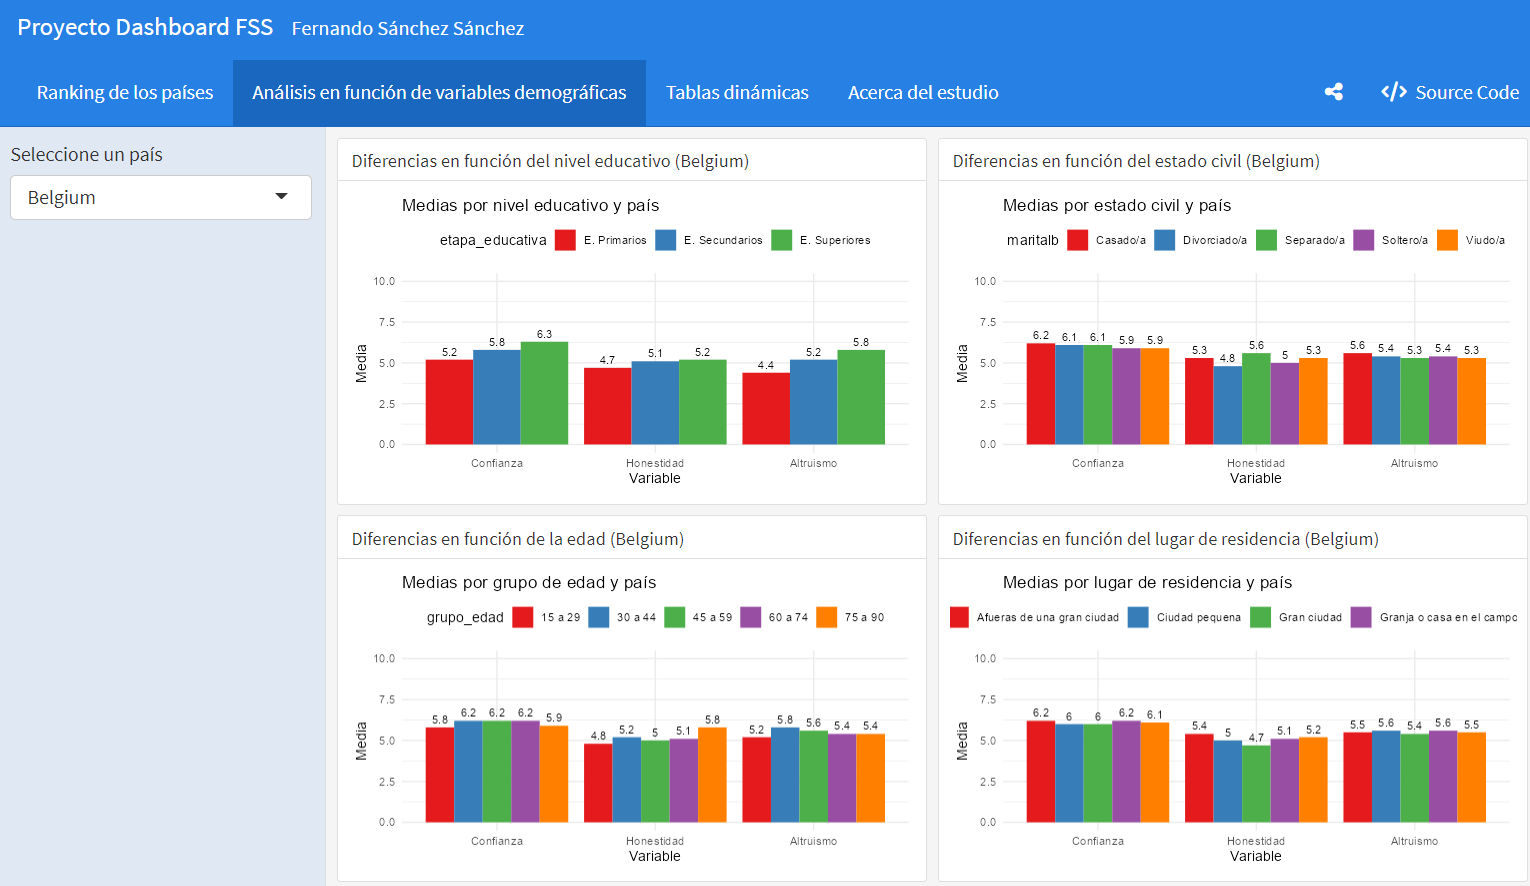 Proyecto Dashboard FSS Fernando Sánchez Sánchez
Ranking de los países Análisis en función de variables demográficas Tablas dinámicas Acerca del estudio Source Code
Seleccione un país
Belgium
Diferencias en función del nivel educativo (Belgium)
Medias por nivel educativo y país
etapa_educativa E. Primarios E. Secundarios E. Superiores
10.0
7.5
5.0
2.5
0.0
Media
5.2 5.8 6.3 4.7 5.1 5.2 4.4 5.2 5.8
Confianza Honestidad Altruismo
Variable
Diferencias en función del estado civil (Belgium)
Medias por estado civil y país
maritalb Casado/a Divorciado/a Separado/a Soltero/a Viudo/a
10.0
7.5
5.0
2.5
0.0
Media
6.2 6.1 6.1 5.9 5.9 5.3 4.8 5.6 5 5.3 5.6 5.4 5.3 5.4 5.3
Confianza Honestidad Altruismo
Variable
Diferencias en función de la edad (Belgium)
Medias por grupo de edad y país
grupo_edad 15 a 29 30 a 44 45 a 59 60 a 74 75 a 90
10.0
7.5
5.0
2.5
0.0
Media
5.8 6.2 6.2 6.2 5.9 4.8 5.2 5 5.1 5.8 5.2 5.8 5.6 5.4 5.4
Confianza Honestidad Altruismo
Variable
Diferencias en función del lugar de residencia (Belgium)
Medias por lugar de residencia y país
Afueras de una gran ciudad Ciudad pequena Gran ciudad Granja o casa en el campo
10.0
7.5
5.0
2.5
0.0
Media
6.2 6 6 6.2 6.1 5.4 5 4.7 5.1 5.2 5.5 5.6 5.4 5.6 5.5
Confianza Honestidad Altruismo
Variable